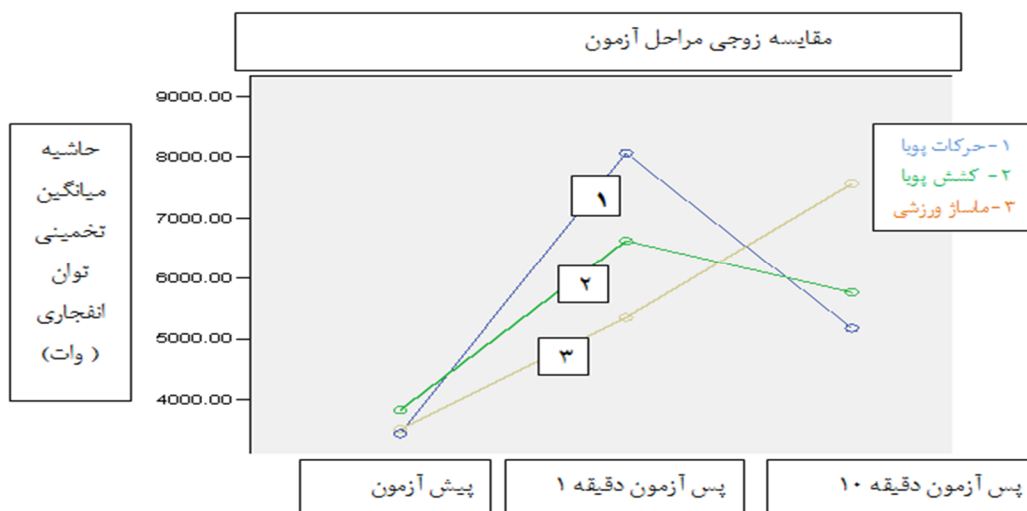 مقایسه زوجی مراحل آزمون
9000.00
8000.00
7000.00
6000.00
5000.00
4000.00
حاشیه
میانگین
تخمینی
توان
انفجاری
( وات)
۱
۲
۳
۱-حرکات پویا
۲- کشش پویا
۳-ماساژ ورزشی
پیش آزمون
پس آزمون دقیقه ۱
پس آزمون دقیقه ۱۰